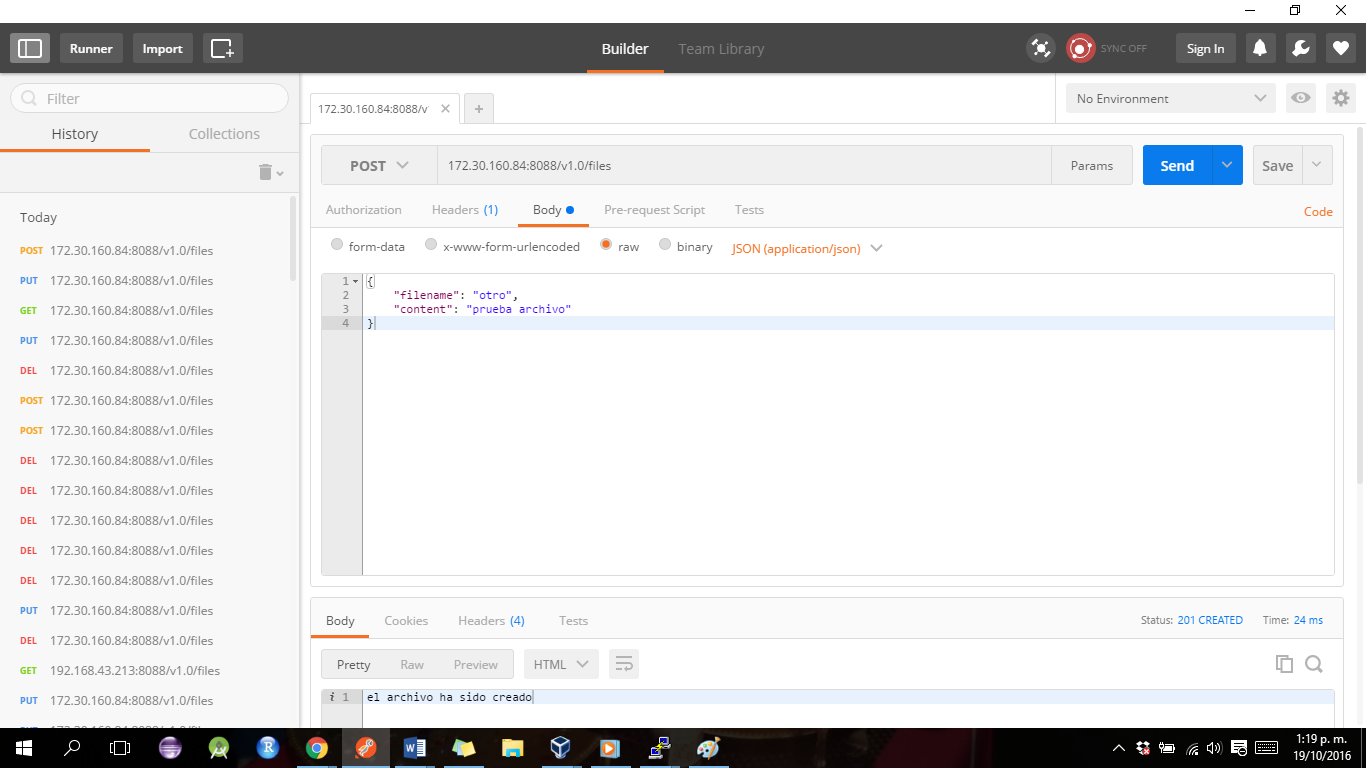 Runner Import Builder Team Library SYNC OFF Sign In
Filter
History Collections
Today
POST 172.30.160.84:8088/v1.0/files
PUT 172.30.160.84:8088/v1.0/files
GET 172.30.160.84:8088/v1.0/files
PUT 172.30.160.84:8088/v1.0/files
DEL 172.30.160.84:8088/v1.0/files
POST 172.30.160.84:8088/v1.0/files
POST 172.30.160.84:8088/v1.0/files
DEL 172.30.160.84:8088/v1.0/files
DEL 172.30.160.84:8088/v1.0/files
DEL 172.30.160.84:8088/v1.0/files
DEL 172.30.160.84:8088/v1.0/files
DEL 172.30.160.84:8088/v1.0/files
PUT 172.30.160.84:8088/v1.0/files
DEL 172.30.160.84:8088/v1.0/files
GET 192.168.43.213:8088/v1.0/files
PUT 172.30.160.84:8088/v1.0/files
172.30.160.84:8088/v
No Environment
POST 172.30.160.84:8088/v1.0/files Params Send Save
Authorization Headers (1) Body Pre-request Script Tests Code
form-data x-www-form-urlencoded raw binary JSON (application/json)
1 {
2 "filename": "otro",
3 "content": "prueba archivo"
4 }
Body Cookies Headers (4) Tests Status: 201 CREATED Time: 24 ms
Pretty Raw Preview HTML
i 1 el archivo ha sido creado
1:19 p. m.
19/10/2016